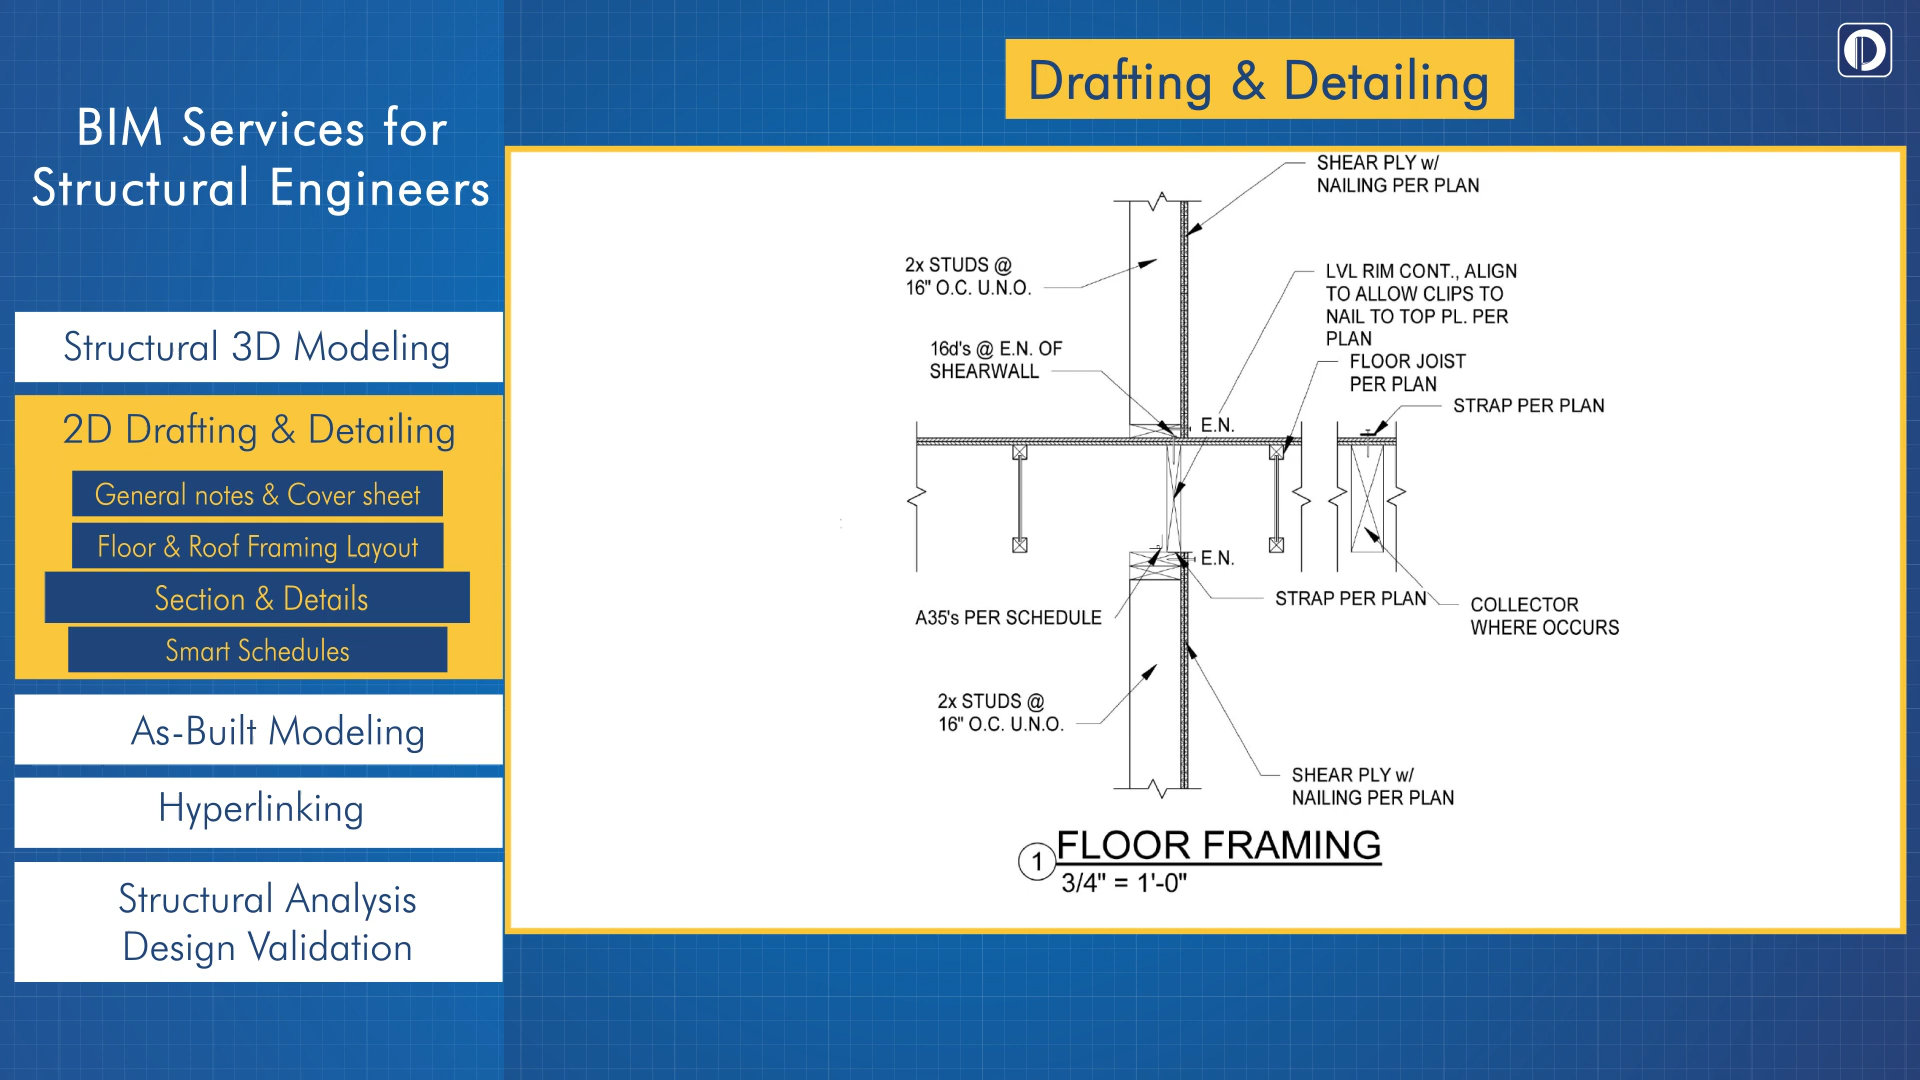 BIM Services for
Structural Engineers
Structural 3D Modeling
2D Drafting & Detailing
General notes & Cover sheet
Floor & Roof Framing Layout
Section & Details
Smart Schedules
As-Built Modeling
Hyperlinking
Structural Analysis
Design Validation
Drafting & Detailing
SHEAR PLY w/
NAILING PER PLAN
2x STUDS @
16" O.C. U.N.O.
LVL RIM CONT., ALIGN
TO ALLOW CLIPS TO
NAIL TO TOP PL. PER
PLAN
16d's @ E.N. OF
SHEARWALL
FLOOR JOIST
PER PLAN
STRAP PER PLAN
E.N.
E.N.
STRAP PER PLAN
A35's PER SCHEDULE
COLLECTOR
WHERE OCCURS
2x STUDS @
16" O.C. U.N.O.
SHEAR PLY w/
NAILING PER PLAN
1
FLOOR FRAMING
3/4" = 1'-0"